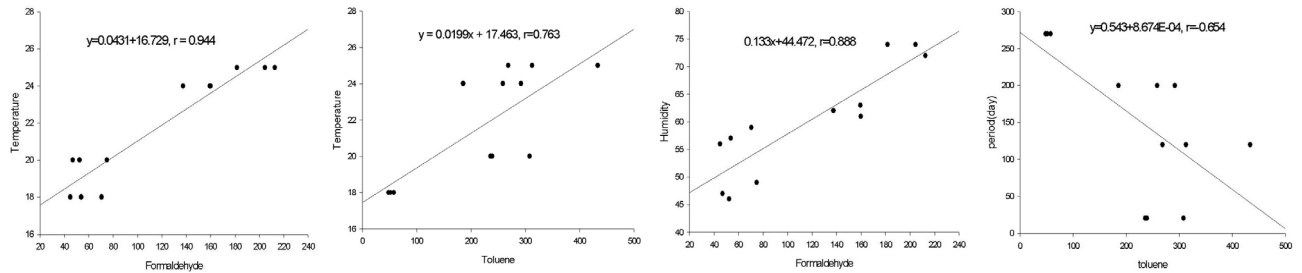 y=0.0431+16.729, r = 0.944
Temperature
26
24
22
20
18
16
20 40 60 80 100 120 140 160 180 200 220 240
Formaldehyde
y = 0.0199x + 17.463, r=0.763
Temperature
28
26
24
22
20
18
16
0 100 200 300 400 500
Toluene
0.133x+44.472, r=0.888
Humidity
80
75
70
65
60
55
50
45
40
20 40 60 80 100 120 140 160 180 200 220 240
Formaldehyde
y=0.543+8.674E-04, r=-0.654
period(day)
300
250
200
150
100
50
0
0 100 200 300 400 500
toluene